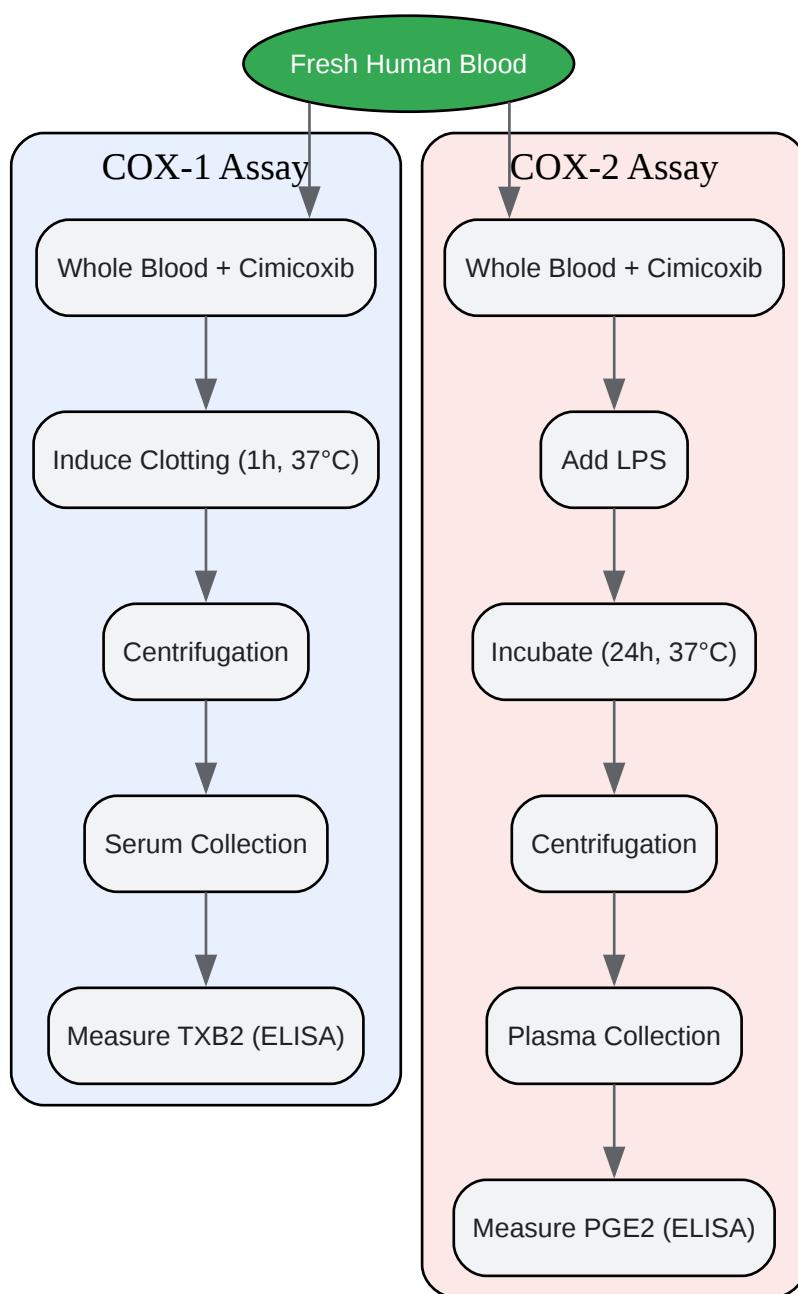 Fresh Human Blood
COX-1 Assay
Whole Blood + Cimicoxib
Induce Clotting (1h, 37°C)
Centrifugation
Serum Collection
Measure TXB2 (ELISA)
COX-2 Assay
Whole Blood + Cimicoxib
Add LPS
Incubate (24h, 37°C)
Centrifugation
Plasma Collection
Measure PGE2 (ELISA)